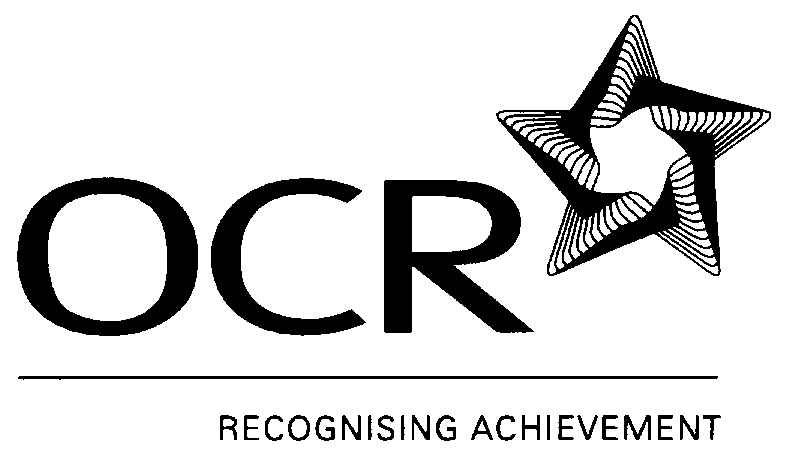 OCR
RECOGNISING ACHIEVEMENT